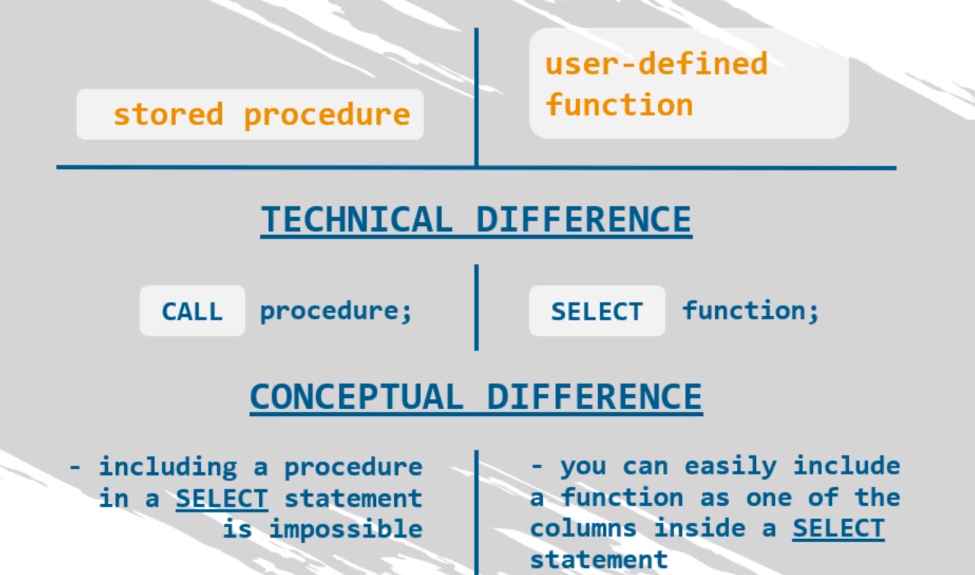 stored procedure
user-defined
function
TECHNICAL DIFFERENCE
CALL procedure;
SELECT function;
CONCEPTUAL DIFFERENCE
- including a procedure
in a SELECT statement
is impossible
- you can easily include
a function as one of the
columns inside a SELECT
statement